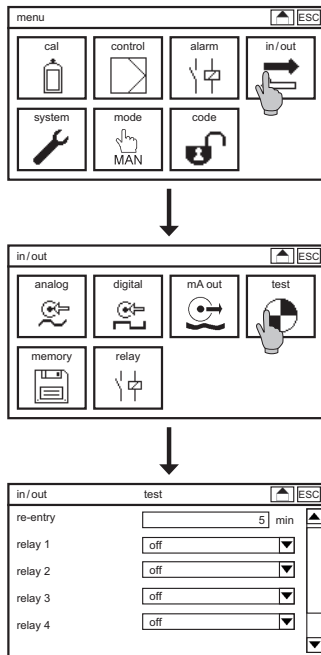 menu ESC
cal control alarm in/out
system mode code
MAN
in/out ESC
analog digital mA out test
memory relay
in/out test ESC
re-entry 5 min
relay 1 off
relay 2 off
relay 3 off
relay 4 off